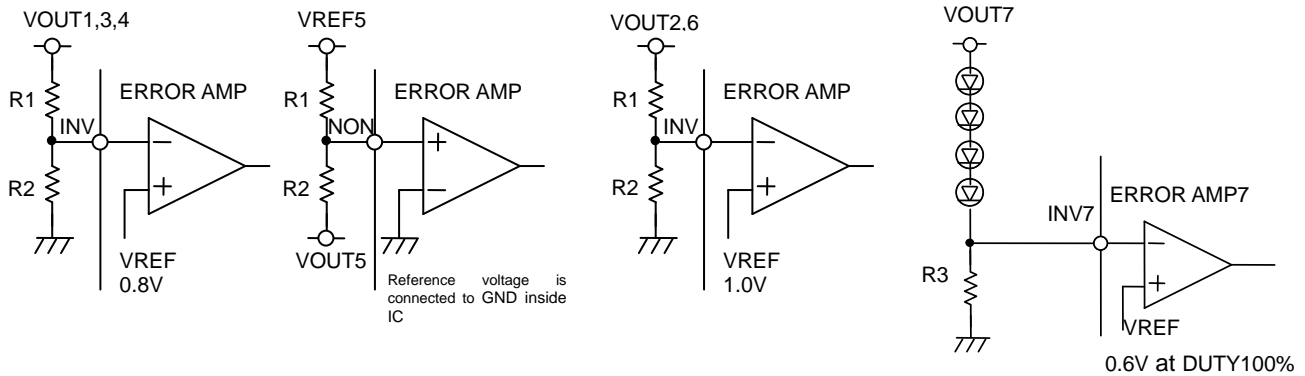 VOUT1,3,4
R1
INV
ERROR AMP
R2
VREF
0.8V
VREF5
R1
NON
ERROR AMP
R2
VOUT5
Reference voltage is
connected to GND inside
IC
VOUT2.6
R1
INV
ERROR AMP
R2
VREF
1.0V
VOUT7
INV7
ERROR AMP7
R3
VREF
0.6V at DUTY100%